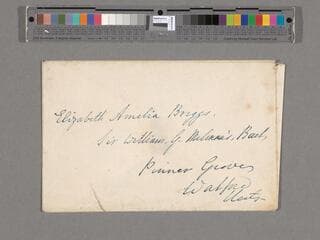 Elizabeth Amelia Briggs.
Sir William, G. Milman's, Bart,
Pinner Grove,
Watford
Herts.